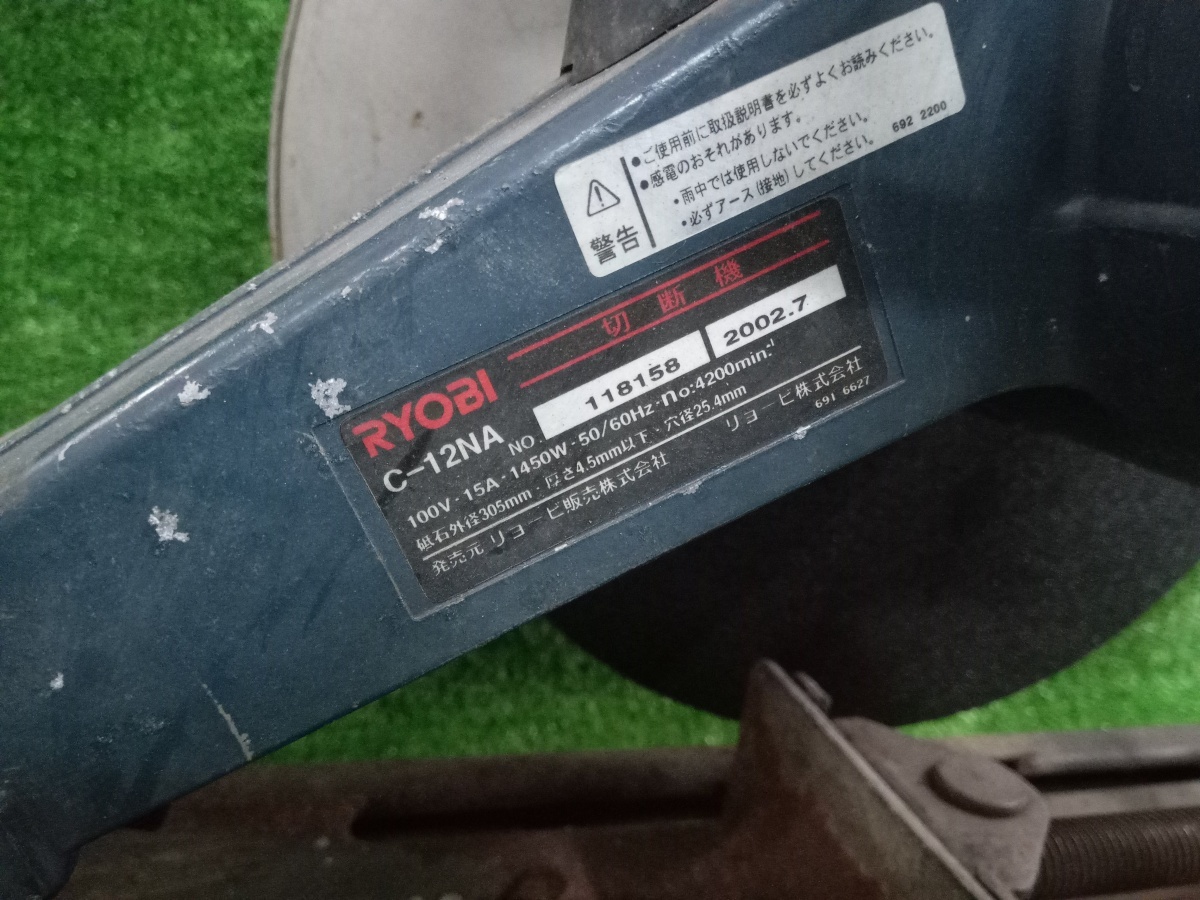 警告
●ご使用前に取扱説明書を必ずよくお読みください。
●感電のおそれがあります。
・雨中では使用しないでください。
・必ずアース(接地)してください。
692 2200
切断機
RYOBI
C-12NA NO. 118158 2002.7
100V・15A・1450W・50/60Hz・no:4200min.-1
砥石外径305mm・厚さ4.5mm以下・穴径25.4mm
発売元 リョービ販売株式会社
リョービ株式会社
691 6627